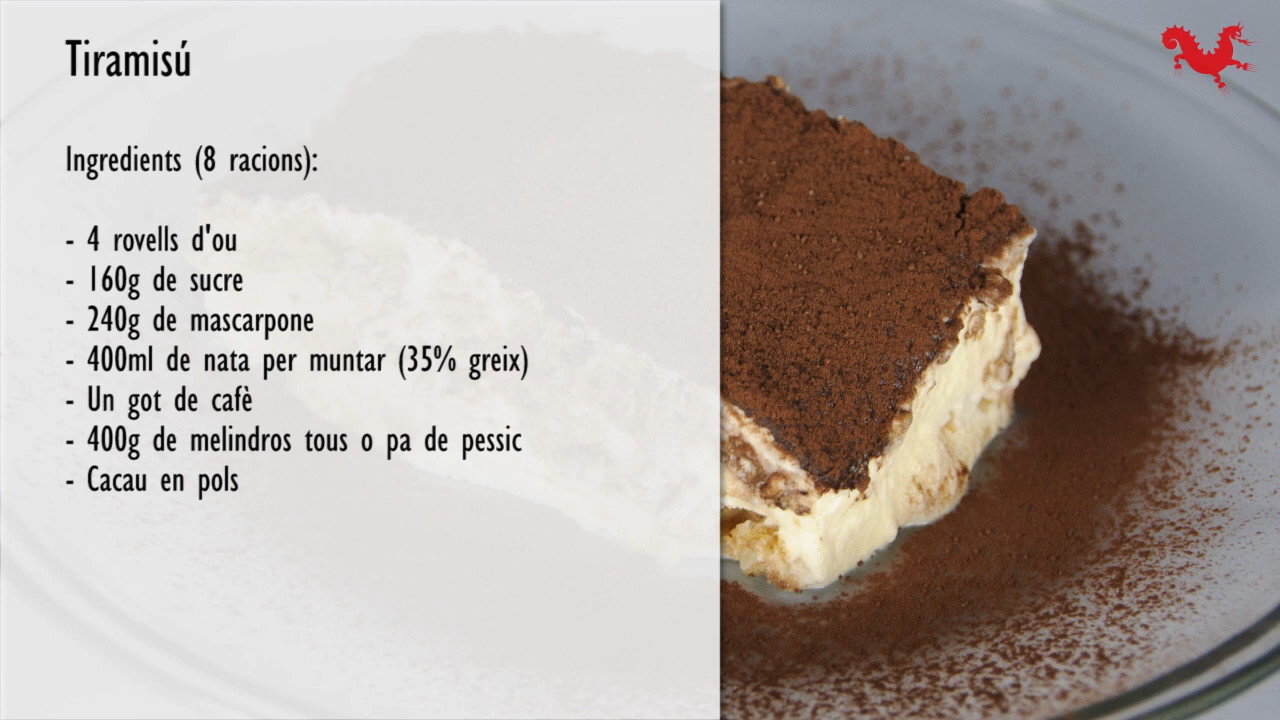 Tiramisú
Ingredients (8 racions):
- 4 rovells d'ou
- 160g de sucre
- 240g de mascarpone
- 400ml de nata per muntar (35% greix)
- Un got de cafè
- 400g de melindros tous o pa de pessic
- Cacau en pols